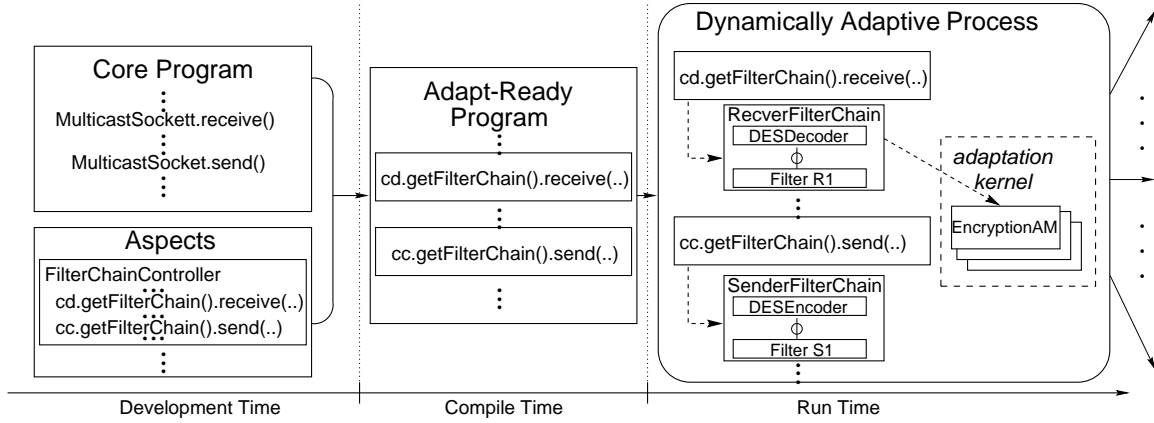 Core Program
MulticastSockett.receive()
MulticastSocket.send()
Aspects
FilterChainController
cd.getFilterChain().receive(..)
cc.getFilterChain().send(..)
Development Time
Adapt-Ready
Program
cd.getFilterChain().receive(..)
cc.getFilterChain().send(..)
Compile Time
Dynamically Adaptive Process
cd.getFilterChain().receive(..)
RecverFilterChain
DESDecoder
Filter R1
cc.getFilterChain().send(..)
SenderFilterChain
DESEncoder
Filter S1
adaptation
kernel
EncryptionAM
Run Time